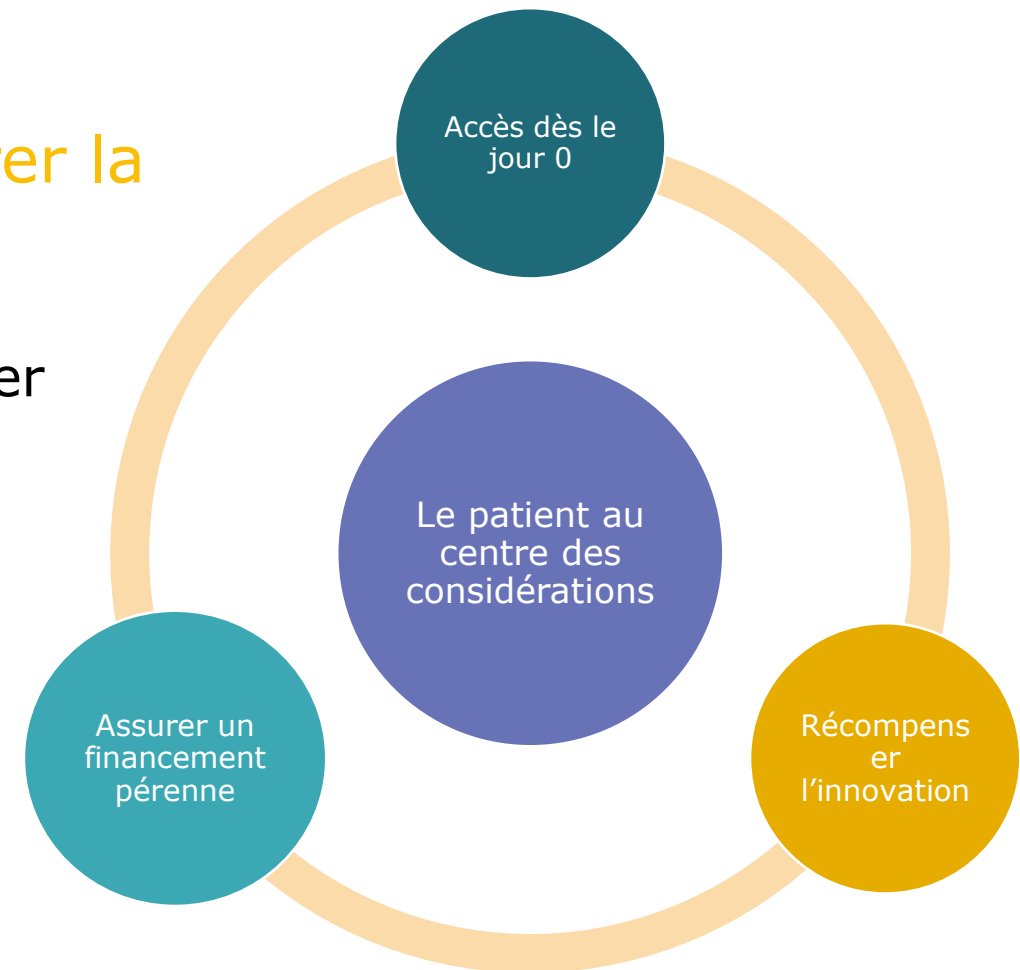 Accès dès le
jour 0
rer la
er
Le patient au
centre des
considérations
Assurer un
financement
pérenne
Récompens
er
l’innovation